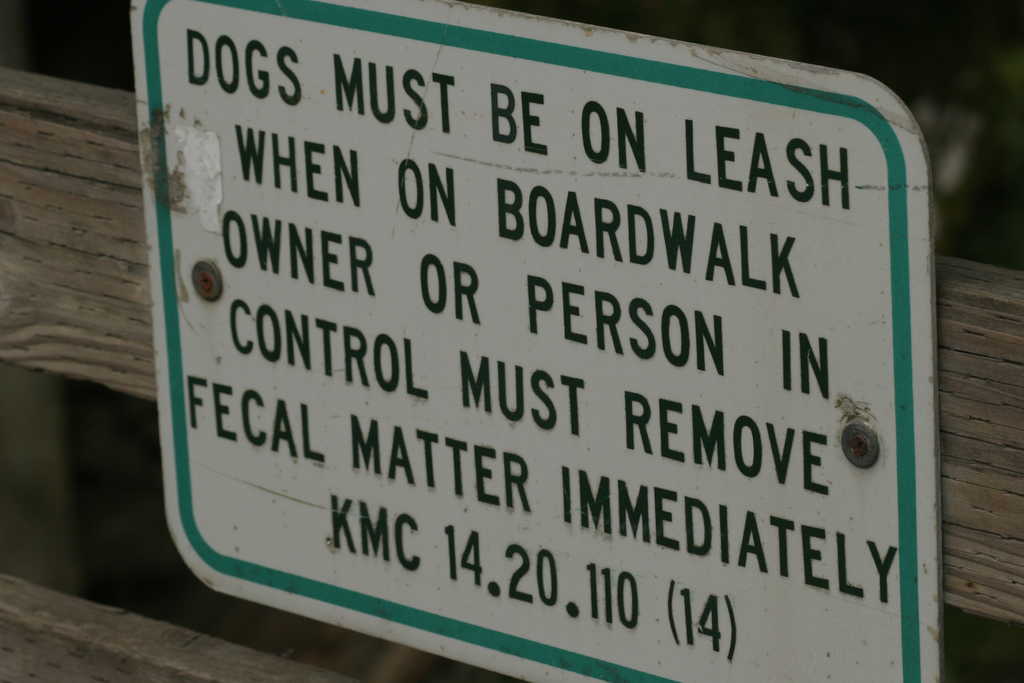 DOGS MUST BE ON LEASH
WHEN ON BOARDWALK
OWNER OR PERSON IN
CONTROL MUST REMOVE
FECAL MATTER IMMEDIATELY
KMC 14.20.110 (14)